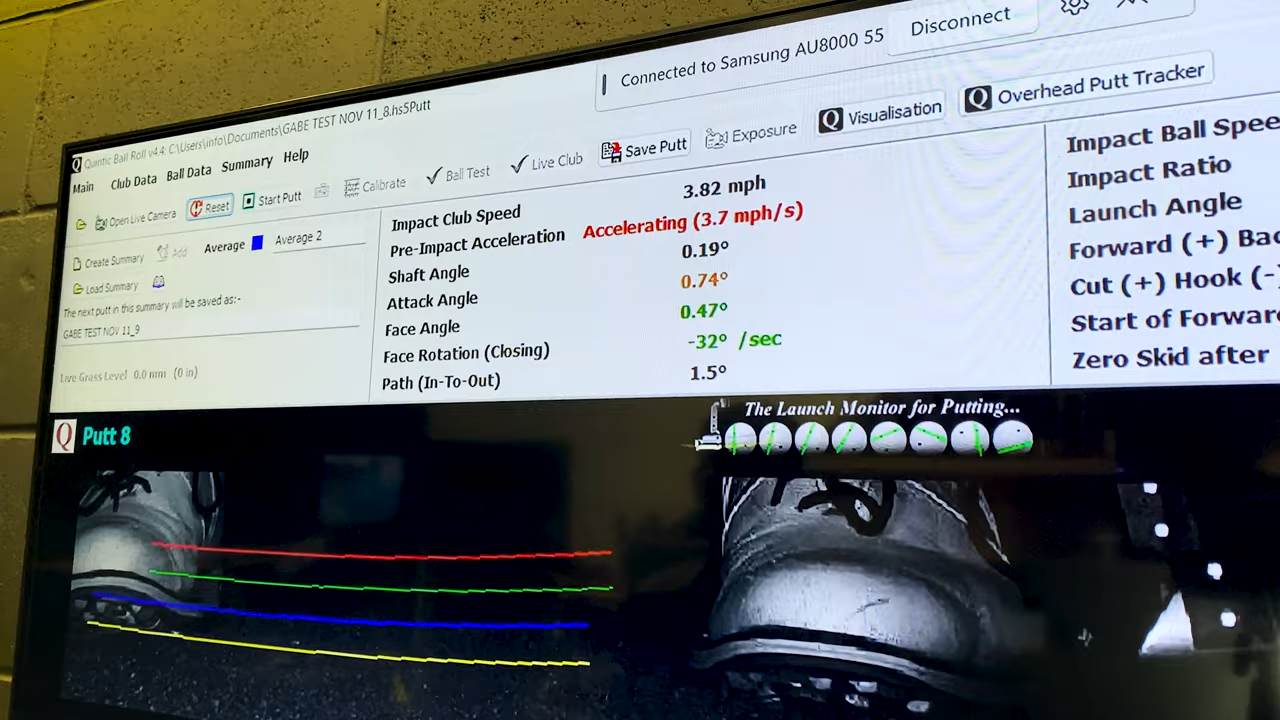 Connected to Samsung AU8000 55 Disconnect
Q Quintic Ball Roll v4.4: C:\Users\info\Documents\GABE TEST NOV 11_8.hs5Putt
Main Club Data Ball Data Summary Help
Open Live Camera Reset Start Putt Calibrate Ball Test Live Club Save Putt Exposure Q Visualisation Q Overhead Putt Tracker
Create Summary Add Average Average 2
Load Summary
The next putt in this summary will be saved as:-
GABE TEST NOV 11_9
Live Grass Level 0.0 mm (0 in)
Impact Club Speed 3.82 mph
Pre-Impact Acceleration Accelerating (3.7 mph/s)
Shaft Angle 0.19°
Attack Angle 0.74°
Face Angle 0.47°
Face Rotation (Closing) -32° /sec
Path (In-To-Out) 1.5°
Impact Ball Spee
Impact Ratio
Launch Angle
Forward (+) Bac
Cut (+) Hook (-
Start of Forwar
Zero Skid after
Q Putt 8
The Launch Monitor for Putting...